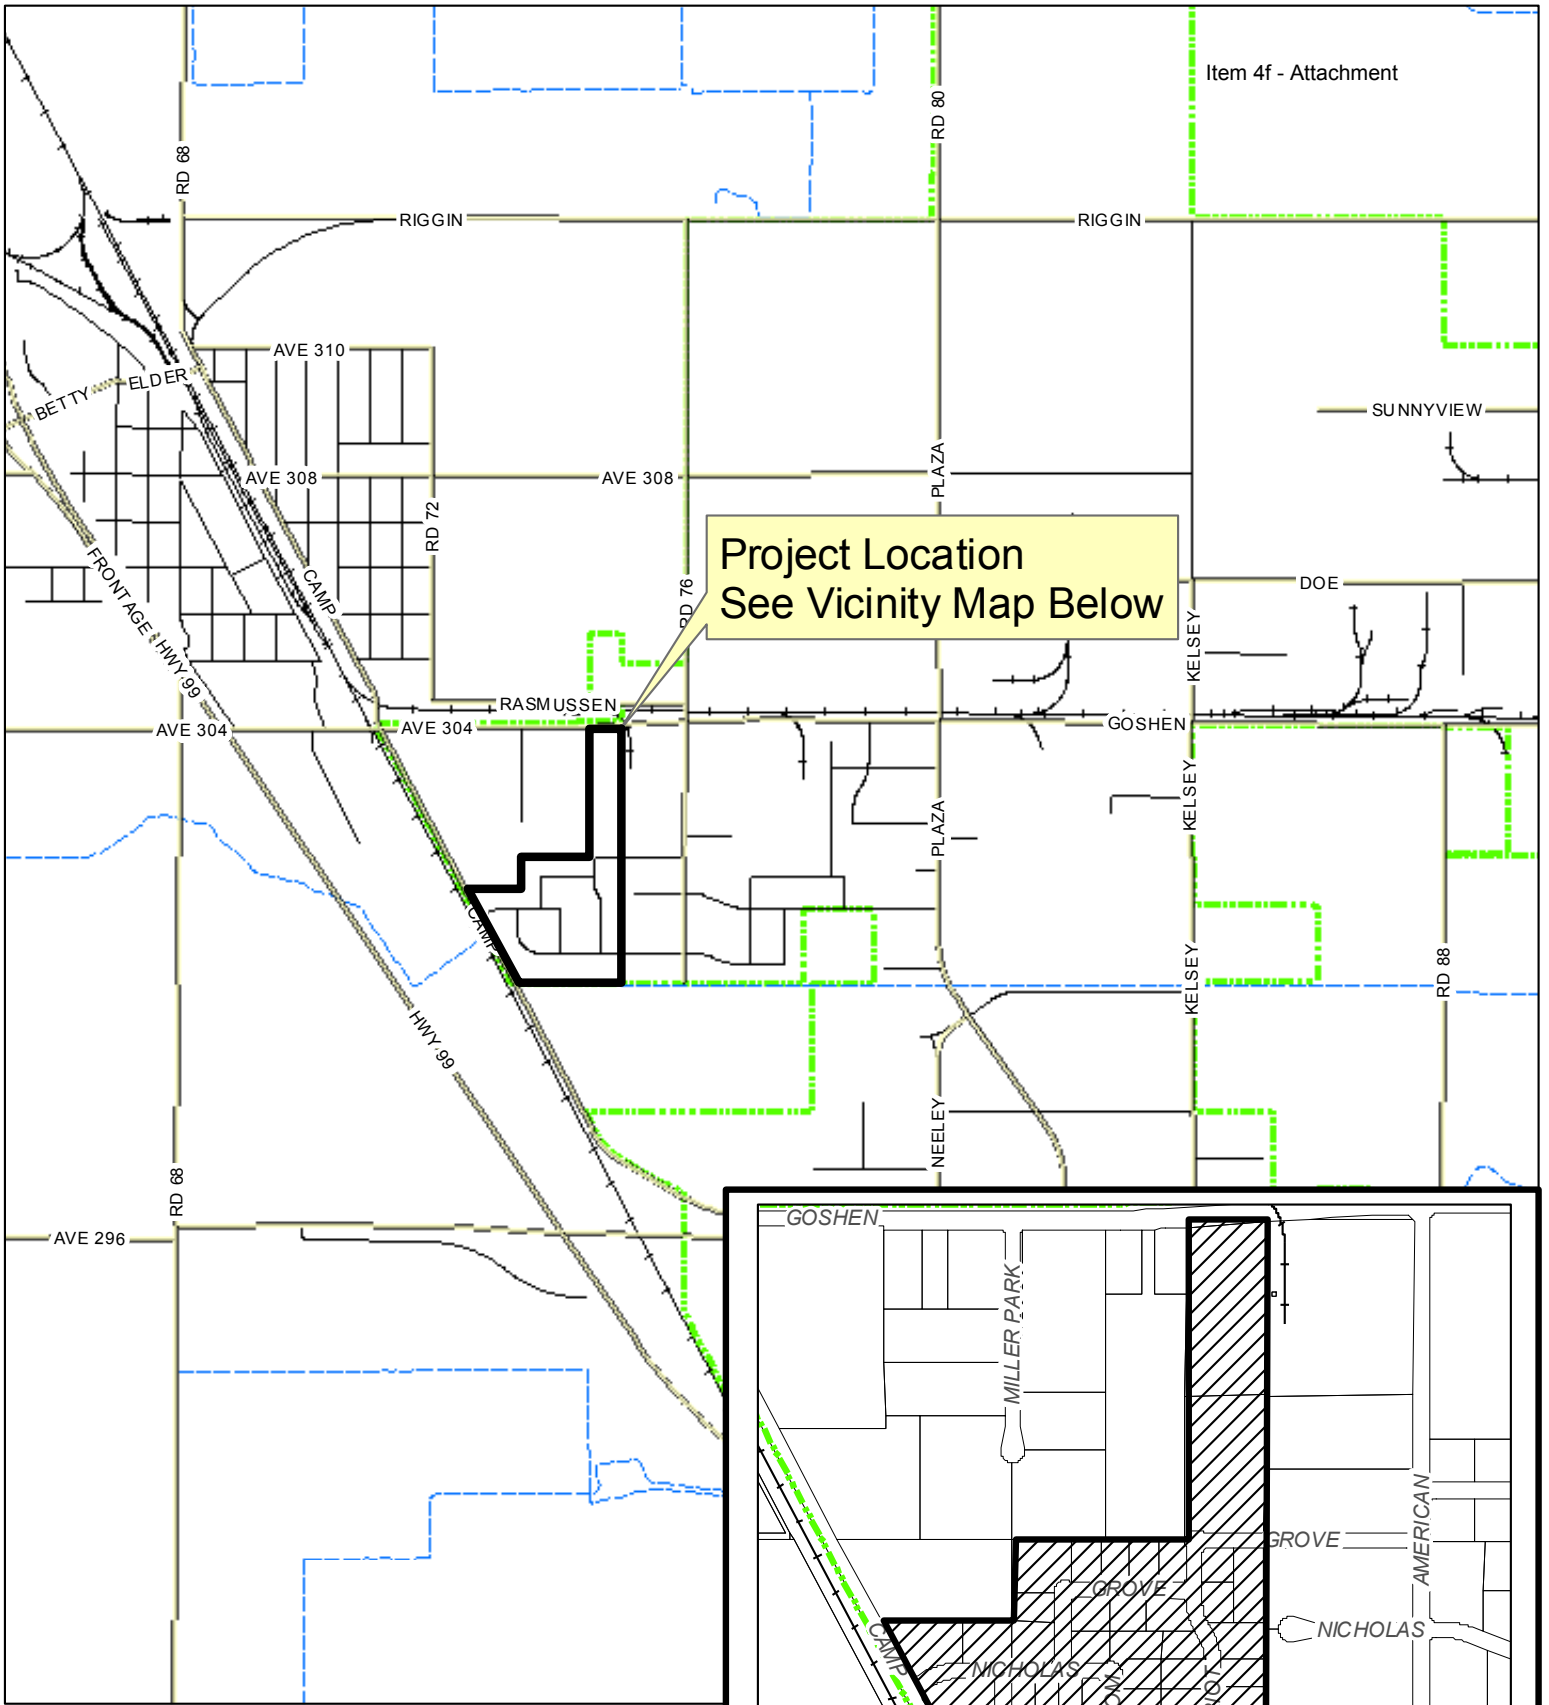 Item 4f - Attachment
RD 80
RD 68
RIGGIN
RIGGIN
AVE 310
ELDER
BETTY
SUNNYVIEW
PLAZA
AVE 308
AVE 308
RD 72
Project Location
See Vicinity Map Below
FRONTAGE
CAMP
RD 76
DOE
KELSEY
HWY 99
RASMUSSEN
AVE 304
AVE 304
GOSHEN
KELSEY
PLAZA
CAMP
KELSEY
RD 88
HWY 99
NEELEY
RD 68
AVE 296
GOSHEN
MILLER PARK
AMERICAN
GROVE
GROVE
CAMP
NICHOLAS
NICHOLAS